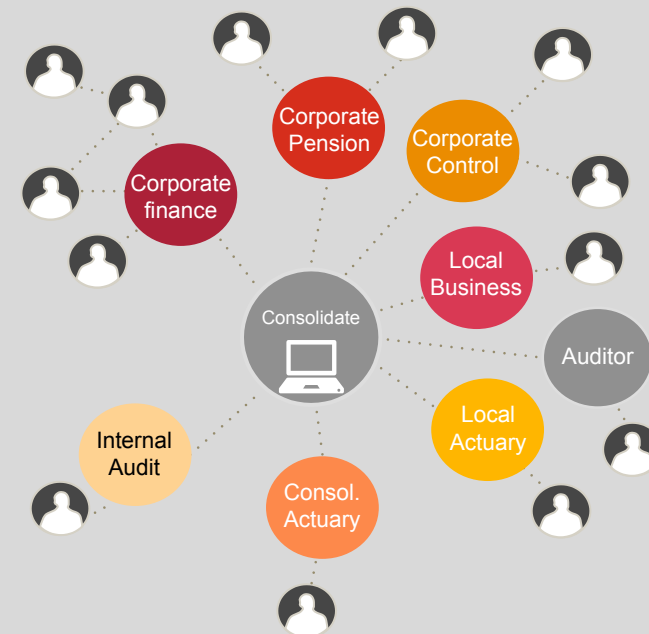 Corporate
Pension
Corporate
Control
Corporate
finance
Local
Business
Consolidate
Auditor
Local
Actuary
Internal
Audit
Consol.
Actuary